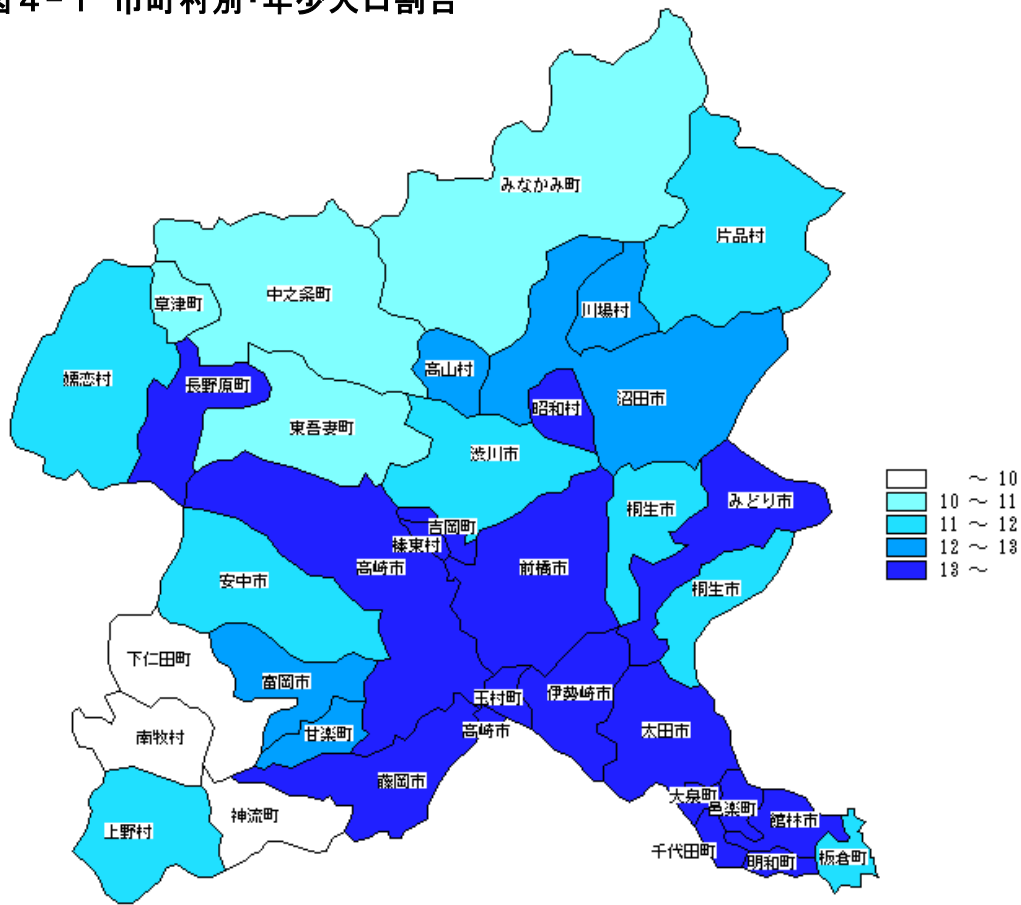 図４－１ 市町村別・年少人口割合
みなかみ町
片品村
中之条町
草津町
川場村
高山村
嬬恋村
長野原町
昭和村
沼田市
東吾妻町
渋川市
～ 10
10 ～ 11
11 ～ 12
12 ～ 13
13 ～
みどり市
桐生市
吉岡町
榛東村
高崎市
前橋市
安中市
桐生市
下仁田町
富岡市
玉村町
伊勢崎市
南牧村
甘楽町
高崎市
太田市
藤岡市
大泉町
邑楽町
神流町
館林市
上野村
千代田町
明和町
板倉町